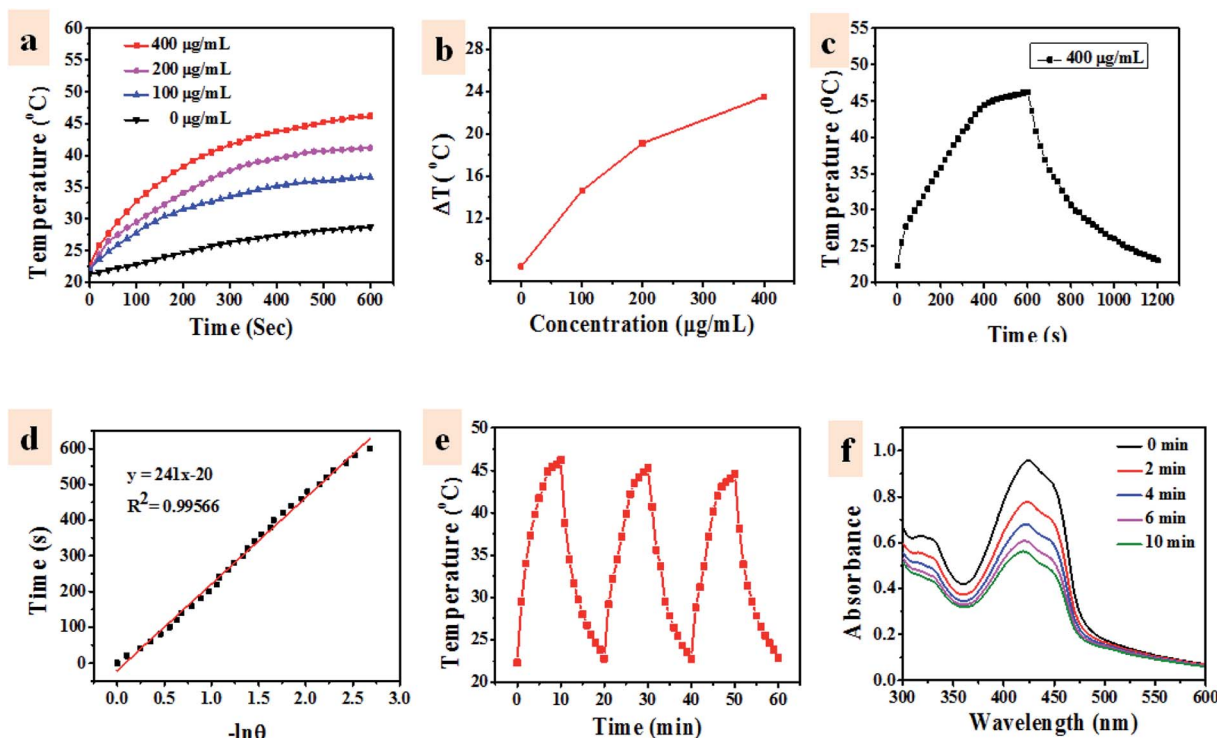 a
60
55
50
45
40
35
30
25
20
Temperature (⁰C)
400 µg/mL
200 µg/mL
100 µg/mL
0 µg/mL
0 100 200 300 400 500 600
Time (Sec)
b
28
24
20
16
12
8
ΔT( ⁰C)
0 100 200 300 400
Concentration (µg/mL)
c
55
50
45
40
35
30
25
20
Temperature (⁰C)
400 µg/mL
0 200 400 600 800 1000 1200
Time (s)
d
600
500
400
300
200
100
0
Time (s)
y = 241x-20
R²= 0.99566
0.0 0.5 1.0 1.5 2.0 2.5 3.0
-lnθ
e
50
45
40
35
30
25
20
Temperature (⁰C)
0 10 20 30 40 50 60
Time (min)
f
1.0
0.8
0.6
0.4
0.2
0.0
Absorbance
0 min
2 min
4 min
6 min
10 min
300 350 400 450 500 550 600
Wavelength (nm)